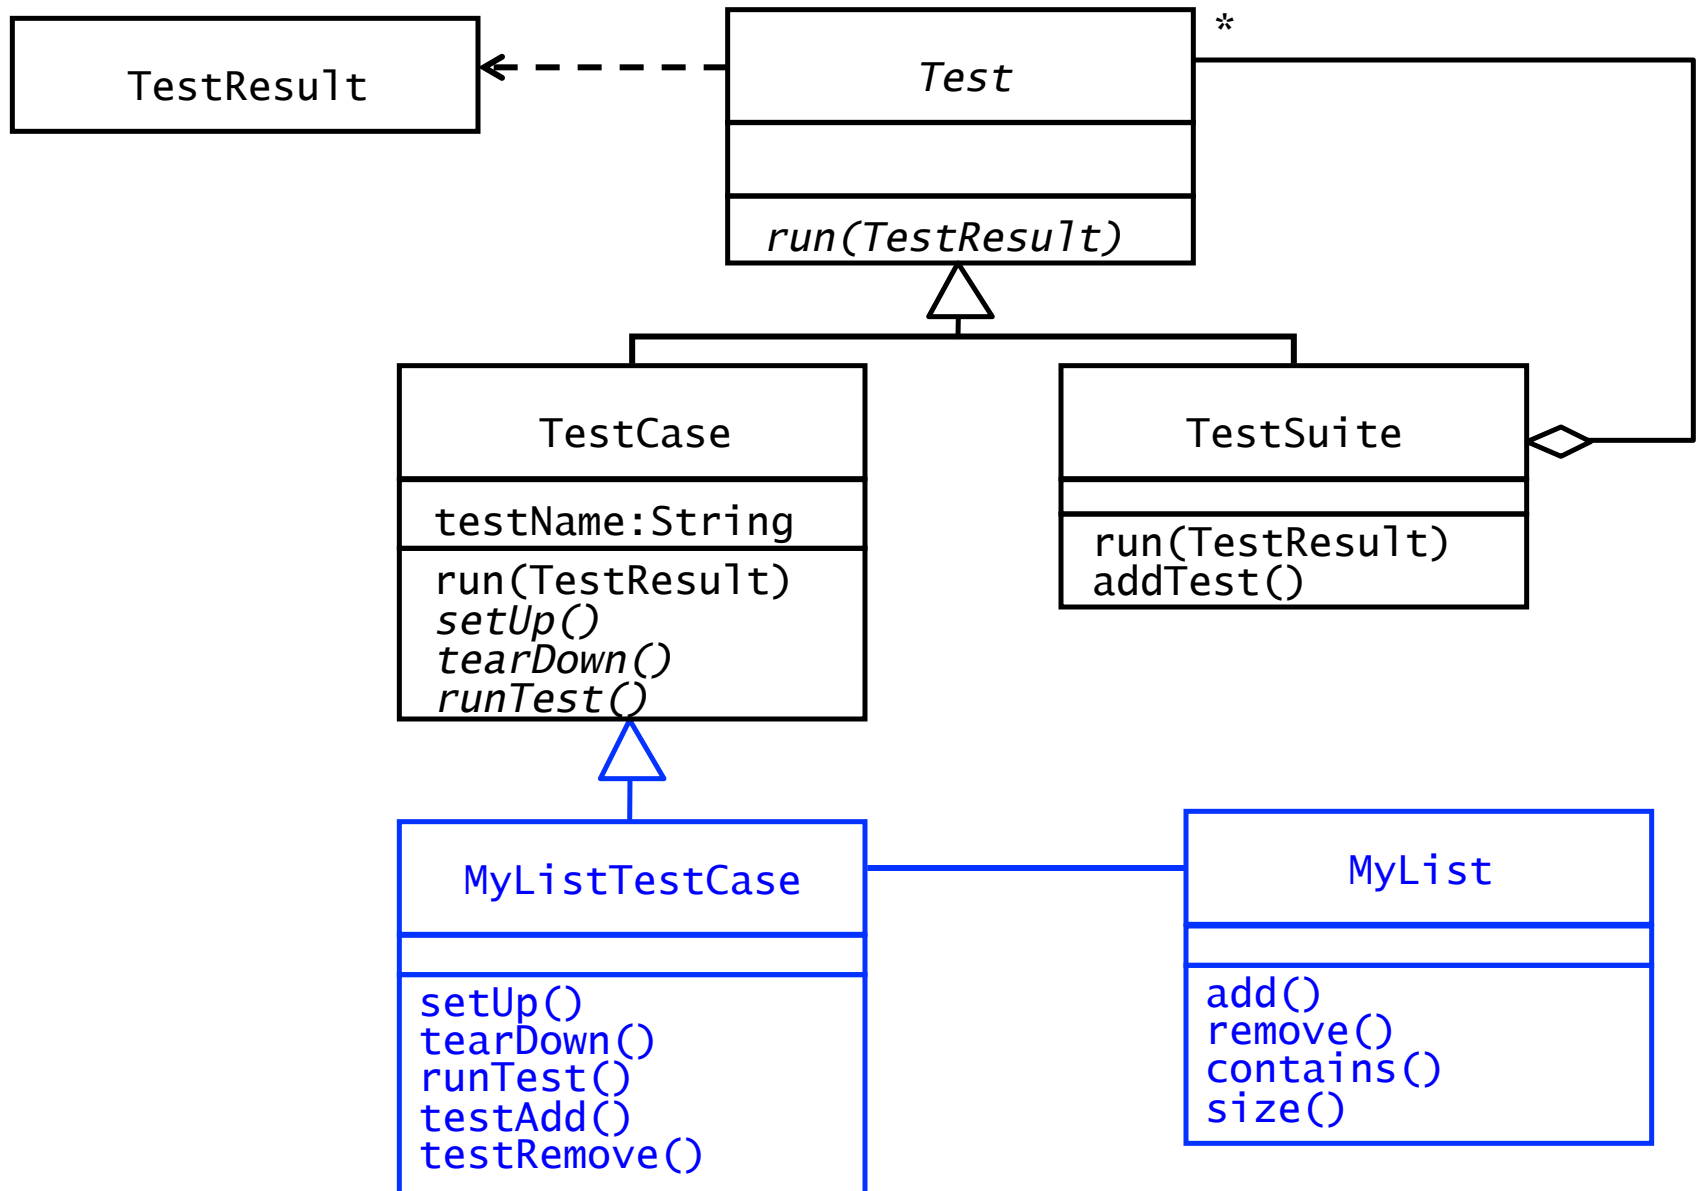 TestResult
Test
*
run(TestResult)
TestCase
testName:String
run(TestResult)
setUp()
tearDown()
runTest()
TestSuite
run(TestResult)
addTest()
MyListTestCase
setUp()
tearDown()
runTest()
testAdd()
testRemove()
MyList
add()
remove()
contains()
size()